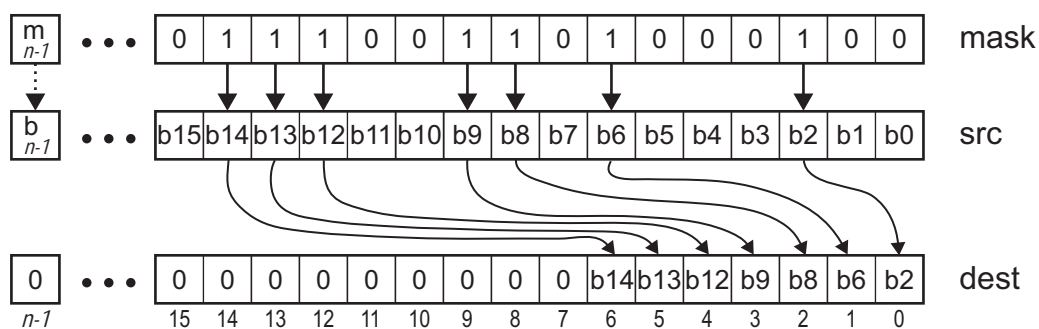 m n-1 • • • 0 1 1 1 0 0 1 1 0 1 0 0 0 1 0 0 mask
b n-1 • • • b15 b14 b13 b12 b11 b10 b9 b8 b7 b6 b5 b4 b3 b2 b1 b0 src
0 • • • 0 0 0 0 0 0 0 0 0 b14 b13 b12 b9 b8 b6 b2 dest
n-1 15 14 13 12 11 10 9 8 7 6 5 4 3 2 1 0